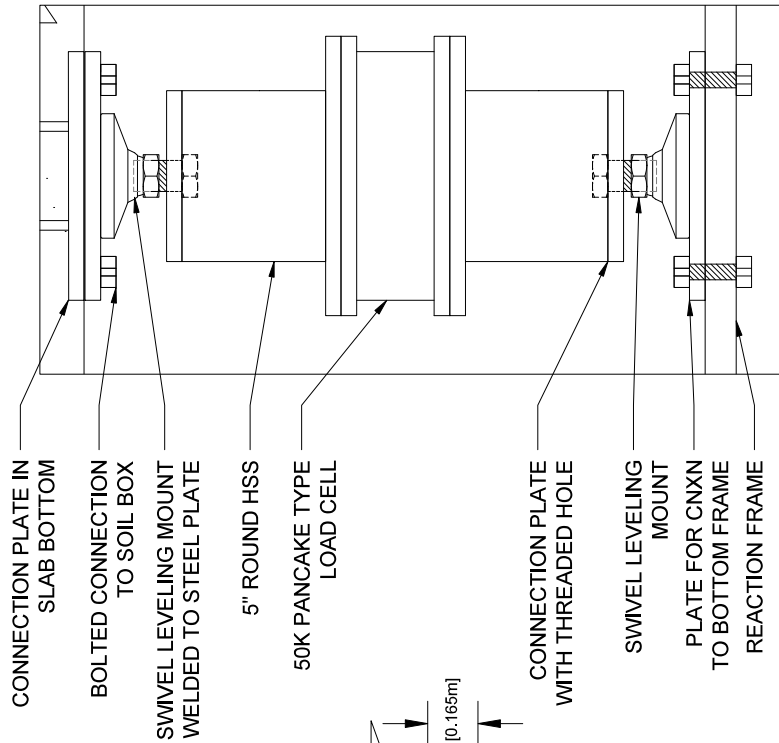 CONNECTION PLATE IN
SLAB BOTTOM
BOLTED CONNECTION
TO SOIL BOX
SWIVEL LEVELING MOUNT
WELDED TO STEEL PLATE
5" ROUND HSS
50K PANCAKE TYPE
LOAD CELL
CONNECTION PLATE
WITH THREADED HOLE
SWIVEL LEVELING
MOUNT
PLATE FOR CNXN
TO BOTTOM FRAME
REACTION FRAME
[0.165m]